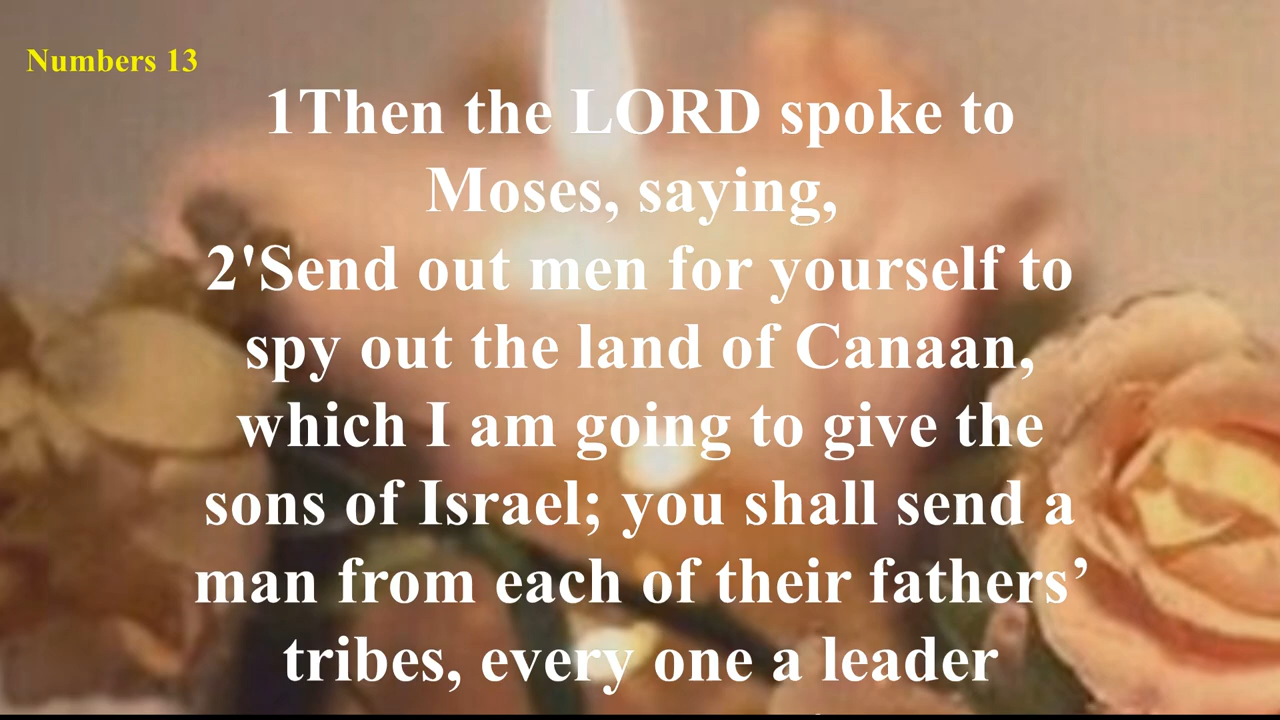 Numbers 13
1Then the LORD spoke to
Moses, saying,
2'Send out men for yourself to
spy out the land of Canaan,
which I am going to give the
sons of Israel; you shall send a
man from each of their fathers’
tribes, every one a leader